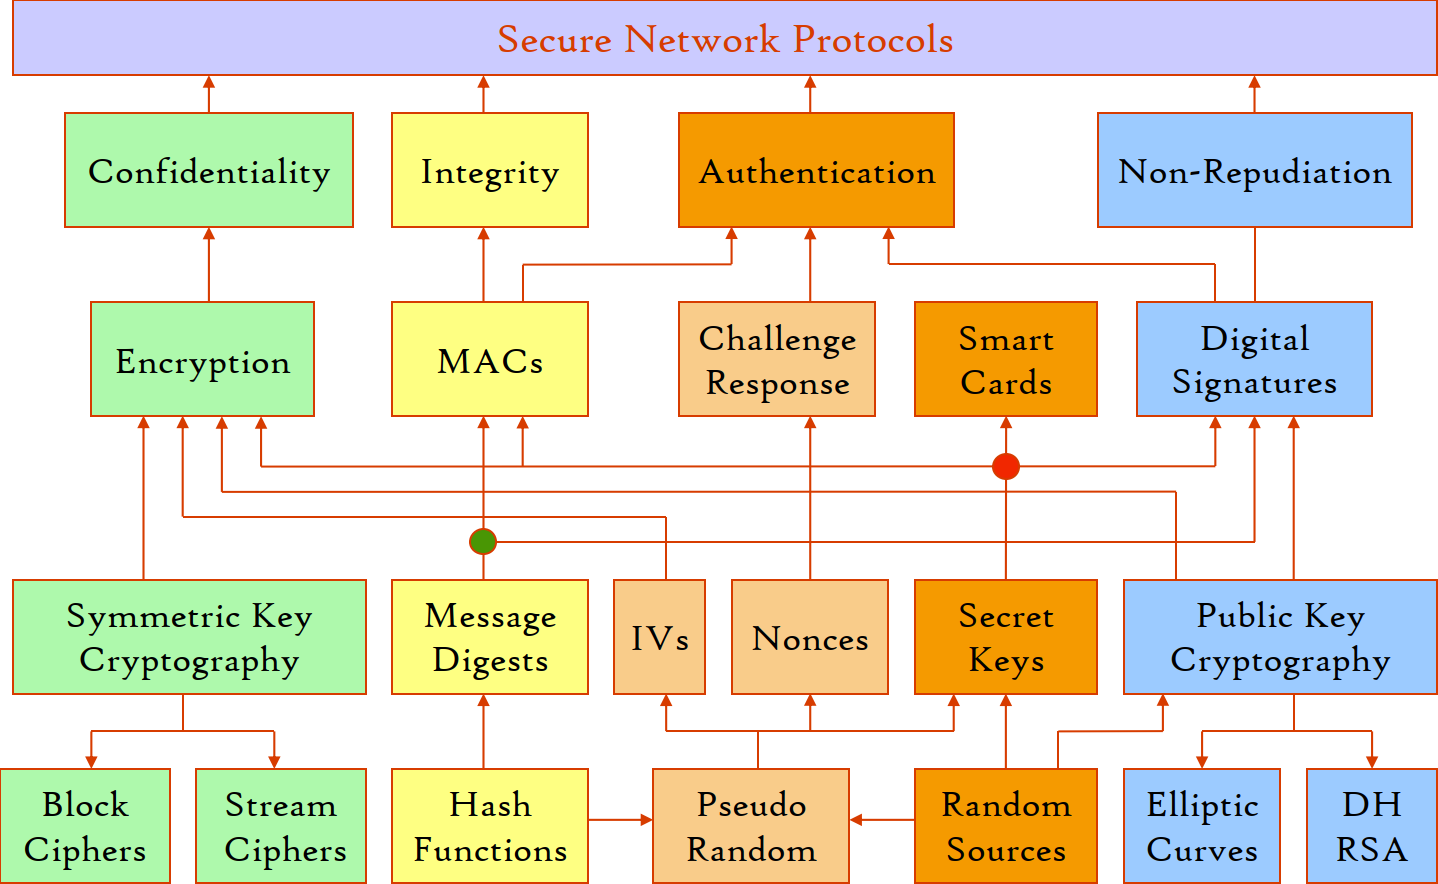 Secure Network Protocols
Confidentiality
Integrity
Authentication
Non-Repudiation
Encryption
MACs
Challenge
Response
Smart
Cards
Digital
Signatures
Symmetric Key
Cryptography
Message
Digests
IVs
Nonces
Secret
Keys
Public Key
Cryptography
Block
Ciphers
Stream
Ciphers
Hash
Functions
Pseudo
Random
Random
Sources
Elliptic
Curves
DH
RSA